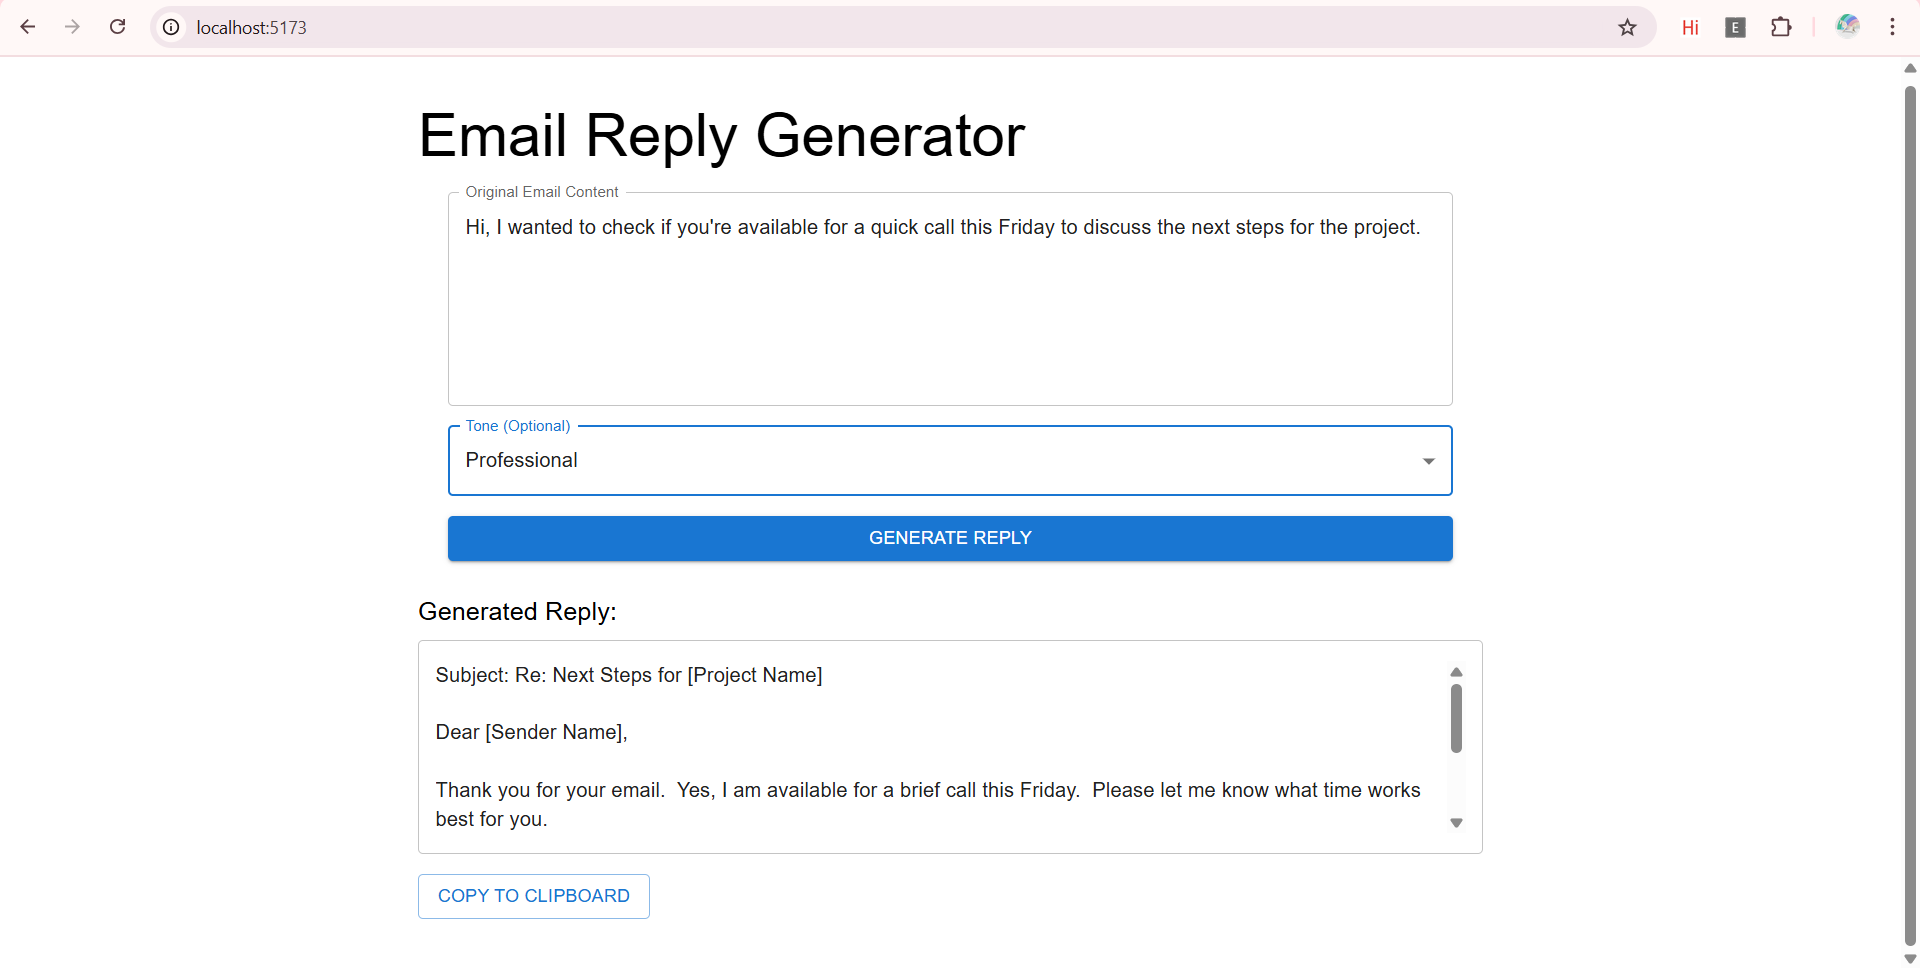 localhost:5173
Hi
E
Email Reply Generator
Original Email Content
Hi, I wanted to check if you're available for a quick call this Friday to discuss the next steps for the project.
Tone (Optional)
Professional
GENERATE REPLY
Generated Reply:
Subject: Re: Next Steps for [Project Name]
Dear [Sender Name],
Thank you for your email.  Yes, I am available for a brief call this Friday.  Please let me know what time works
best for you.
COPY TO CLIPBOARD